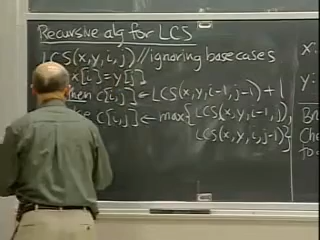 Recursive alg for LCS
LCS(x,y,i,j) //ignoring base cases
x[i]=y[j]
then c[i,j] ← LCS(x,y,i-1,j-1)+1
c[i,j] ← max{LCS(x,y,i-1,j),
LCS(x,y,i,j-1)}
x:
y: